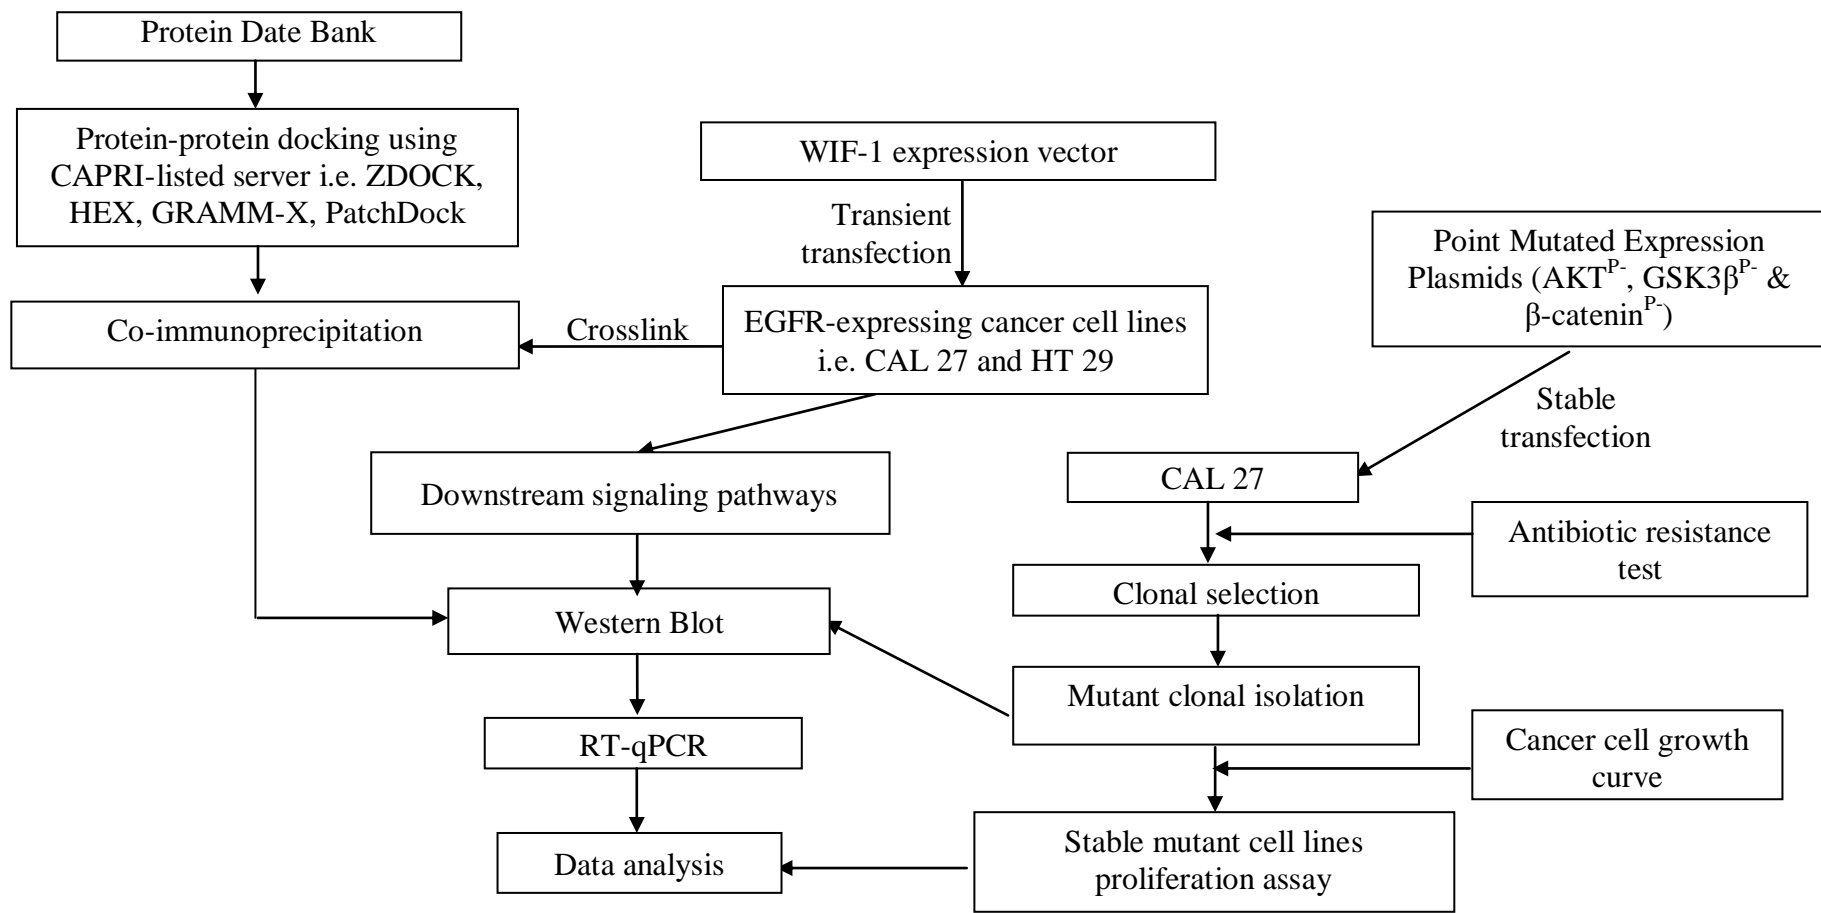 Protein Date Bank
Protein-protein docking using
CAPRI-listed server i.e. ZDOCK,
HEX, GRAMM-X, PatchDock
Co-immunoprecipitation
WIF-1 expression vector
Transient
transfection
EGFR-expressing cancer cell lines
i.e. CAL 27 and HT 29
Crosslink
Downstream signaling pathways
Western Blot
RT-qPCR
Data analysis
Point Mutated Expression
Plasmids (AKTP-, GSK3βP- &
β-cateninP-)
Stable
transfection
CAL 27
Antibiotic resistance
test
Clonal selection
Mutant clonal isolation
Cancer cell growth
curve
Stable mutant cell lines
proliferation assay